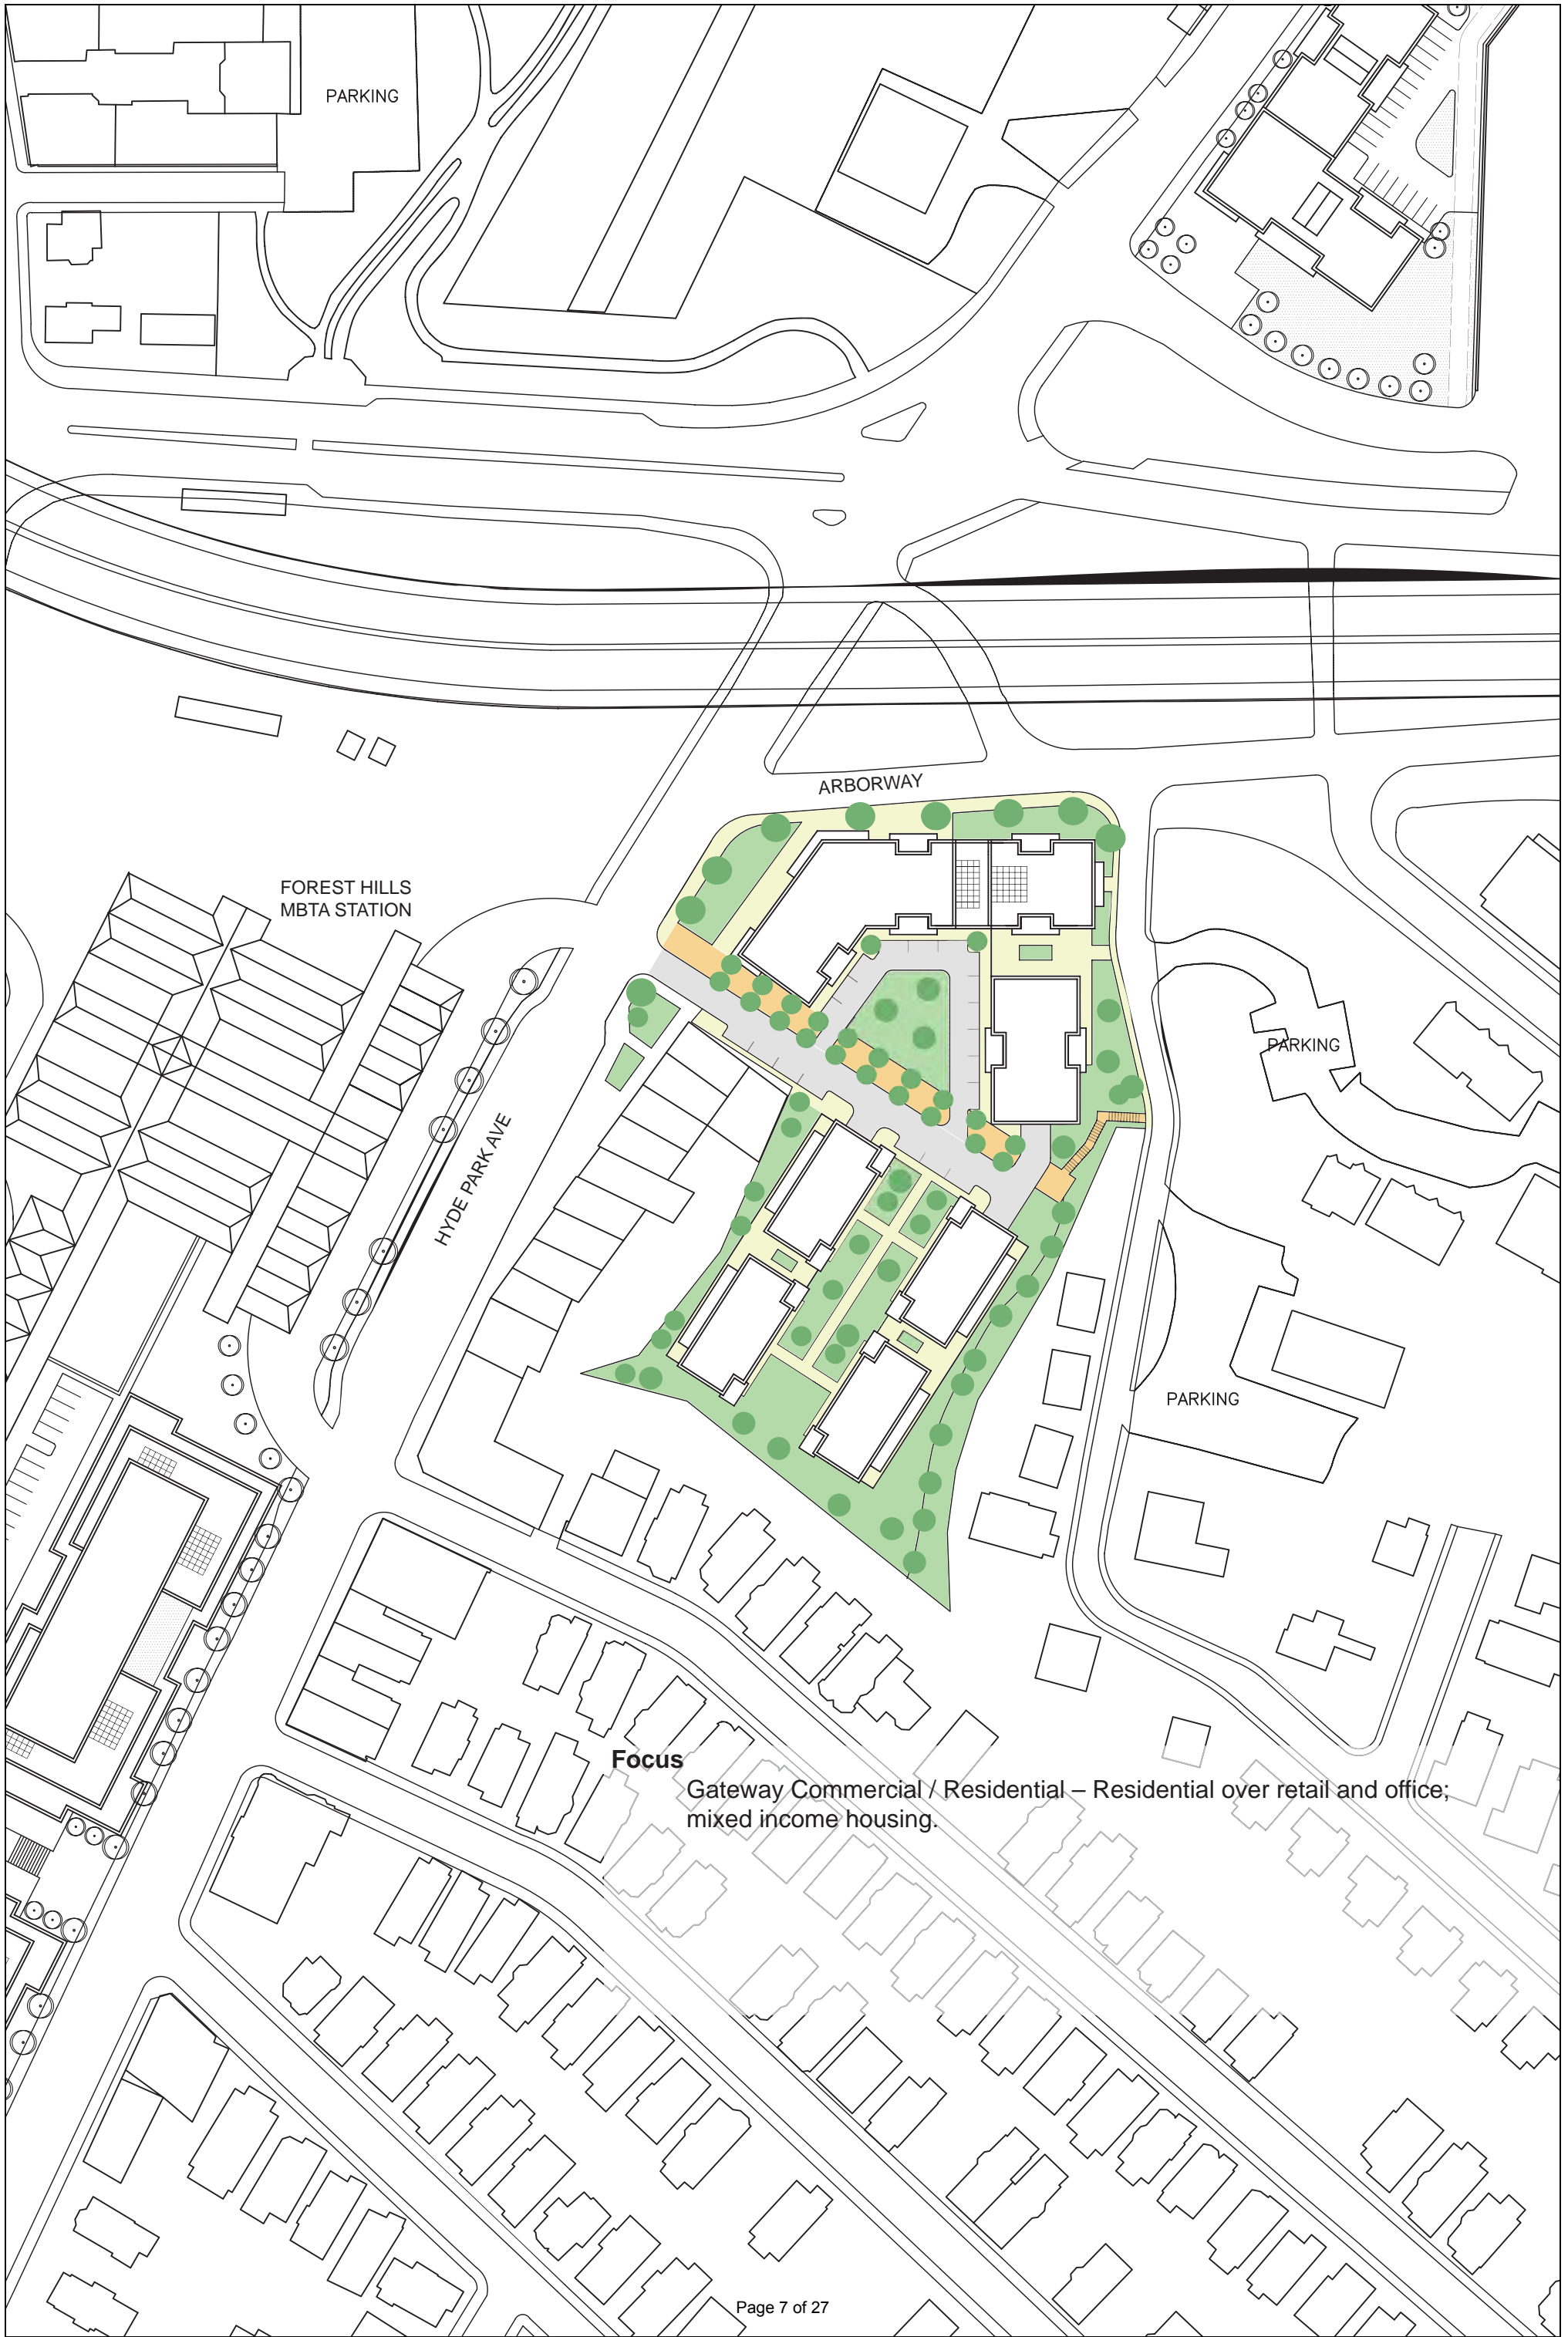 PARKING
ARBORWAY
FOREST HILLS
MBTA STATION
PARKING
HYDE PARK AVE
PARKING
Focus
Gateway Commercial / Residential – Residential over retail and office;
mixed income housing.
Page 7 of 27